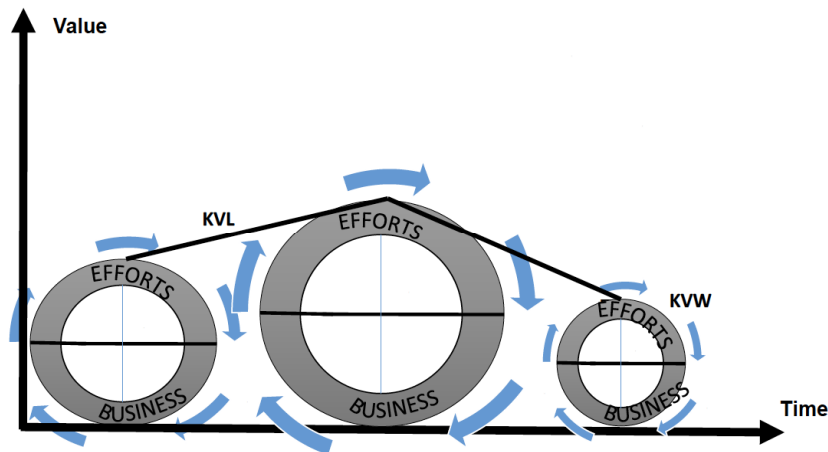 Value
KVL
EFFORTS
EFFORTS
EFFORTS
KVW
BUSINESS
BUSINESS
BUSINESS
Time